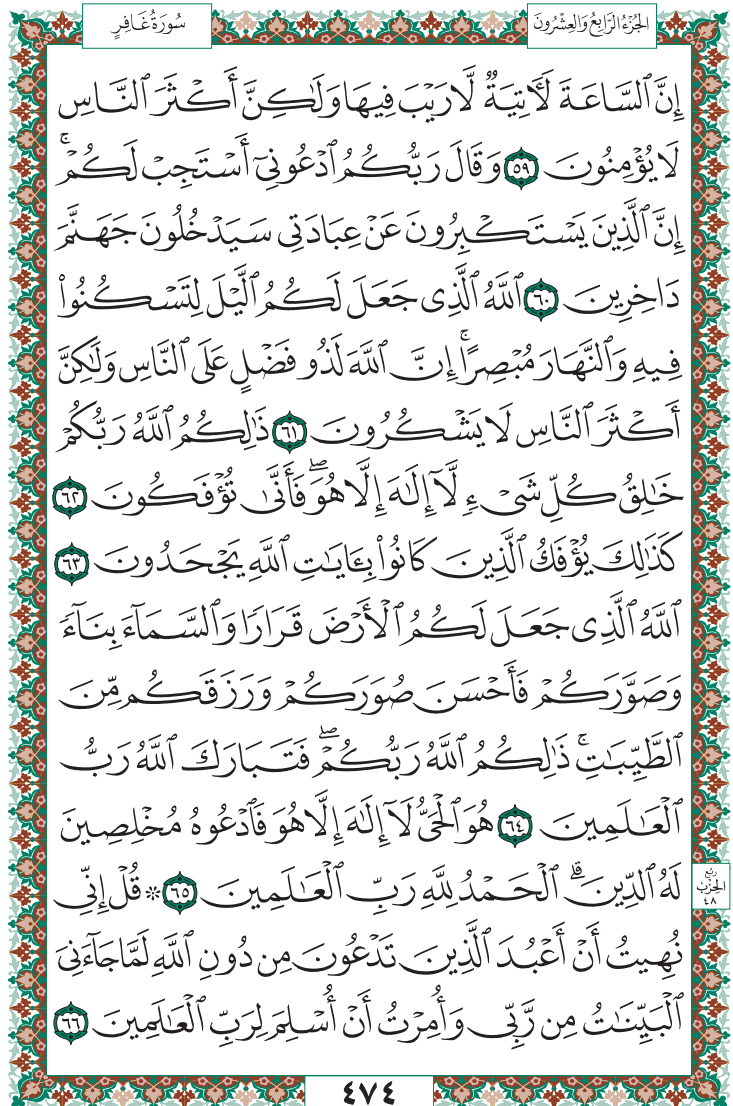 الجُزْءُ الرَّابِعُ وَالعِشْرُونَ
سُورَةُ غَافِرٍ
إِنَّ ٱلسَّاعَةَ لَأٓتِيَةٌ لَّا رَيْبَ فِيهَا وَلَٰكِنَّ أَكْثَرَ ٱلنَّاسِ
لَا يُؤْمِنُونَ ٥٩ وَقَالَ رَبُّكُمُ ٱدْعُونِيٓ أَسْتَجِبْ لَكُمْۚ
إِنَّ ٱلَّذِينَ يَسْتَكْبِرُونَ عَنْ عِبَادَتِي سَيَدْخُلُونَ جَهَنَّمَ
دَاخِرِينَ ٦٠ ٱللَّهُ ٱلَّذِي جَعَلَ لَكُمُ ٱلَّيْلَ لِتَسْكُنُواْ
فِيهِ وَٱلنَّهَارَ مُبْصِرًاۚ إِنَّ ٱللَّهَ لَذُو فَضْلٍ عَلَى ٱلنَّاسِ وَلَٰكِنَّ
أَكْثَرَ ٱلنَّاسِ لَا يَشْكُرُونَ ٦١ ذَٰلِكُمُ ٱللَّهُ رَبُّكُمْ
خَٰلِقُ كُلِّ شَيْءٍ لَّآ إِلَٰهَ إِلَّا هُوَۖ فَأَنَّىٰ تُؤْفَكُونَ ٦٢
كَذَٰلِكَ يُؤْفَكُ ٱلَّذِينَ كَانُواْ بِـَٔايَٰتِ ٱللَّهِ يَجْحَدُونَ ٦٣
ٱللَّهُ ٱلَّذِي جَعَلَ لَكُمُ ٱلْأَرْضَ قَرَارًا وَٱلسَّمَآءَ بِنَآءً
وَصَوَّرَكُمْ فَأَحْسَنَ صُوَرَكُمْ وَرَزَقَكُم مِّنَ
ٱلطَّيِّبَٰتِۚ ذَٰلِكُمُ ٱللَّهُ رَبُّكُمْۖ فَتَبَارَكَ ٱللَّهُ رَبُّ
ٱلْعَٰلَمِينَ ٦٤ هُوَ ٱلْحَيُّ لَآ إِلَٰهَ إِلَّا هُوَ فَٱدْعُوهُ مُخْلِصِينَ
لَهُ ٱلدِّينَۗ ٱلْحَمْدُ لِلَّهِ رَبِّ ٱلْعَٰلَمِينَ ٦٥ ۞ قُلْ إِنِّي
ربع
الحزب
٤٨
نُهِيتُ أَنْ أَعْبُدَ ٱلَّذِينَ تَدْعُونَ مِن دُونِ ٱللَّهِ لَمَّا جَآءَنِيَ
ٱلْبَيِّنَٰتُ مِن رَّبِّي وَأُمِرْتُ أَنْ أُسْلِمَ لِرَبِّ ٱلْعَٰلَمِينَ ٦٦
٤٧٤